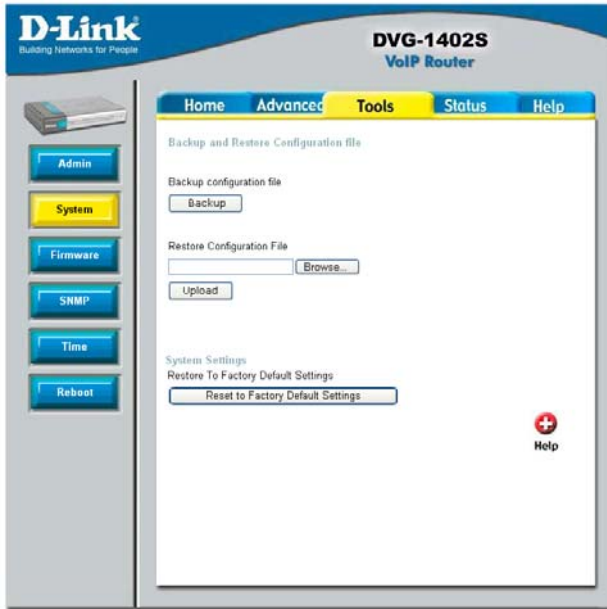 D-Link
Building Networks for People
DVG-1402S
VoIP Router
Home Advanced Tools Status Help
Admin
System
Firmware
SNMP
Time
Reboot
Backup and Restore Configuration file
Backup configuration file
Backup
Restore Configuration File
Browse...
Upload
System Settings
Restore To Factory Default Settings
Reset to Factory Default Settings
Help